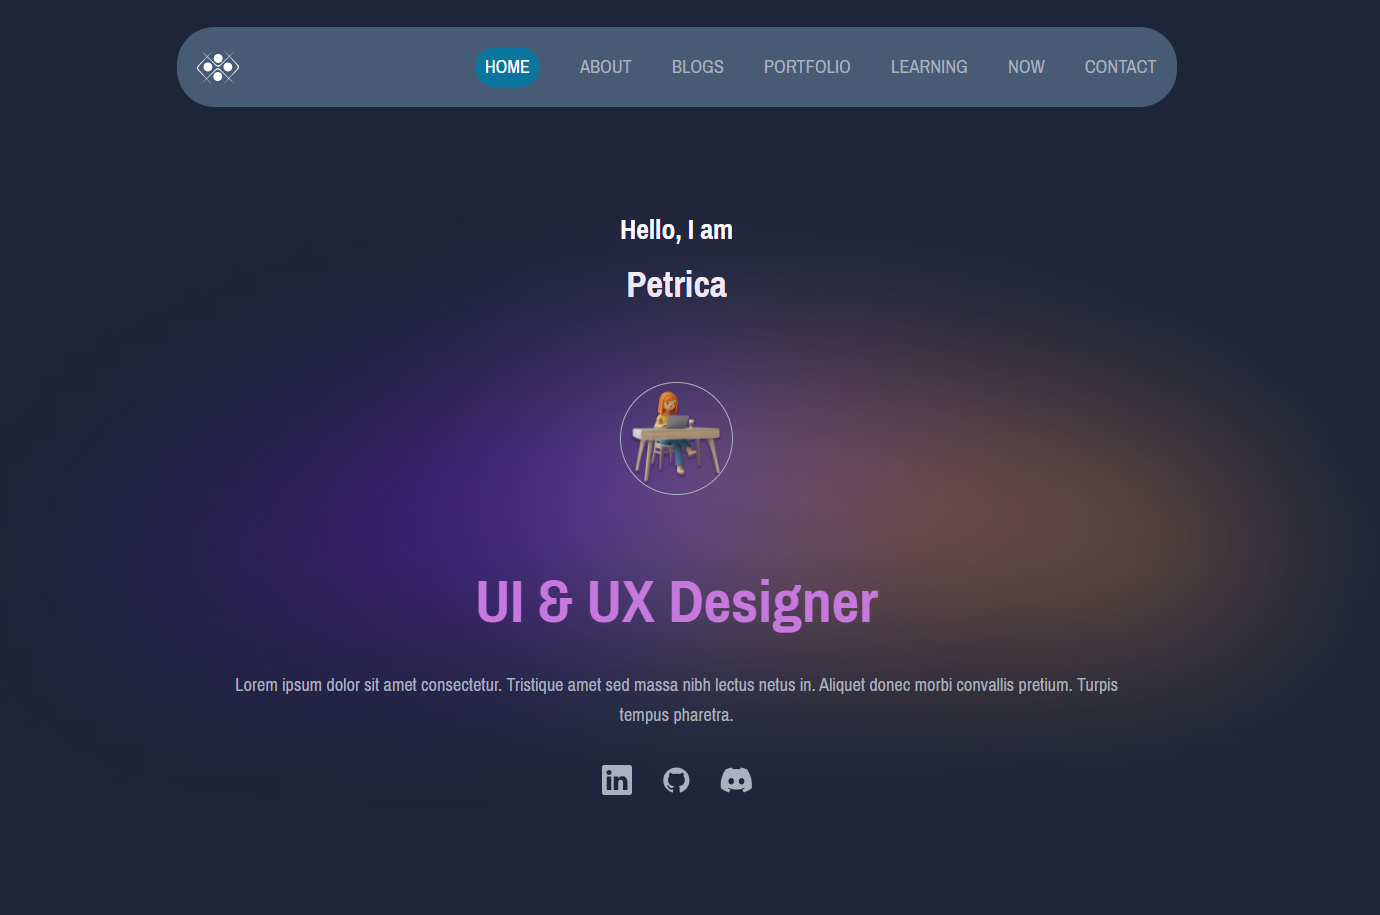 HOME ABOUT BLOGS PORTFOLIO LEARNING NOW CONTACT
Hello, I am
Petrica
UI & UX Designer
Lorem ipsum dolor sit amet consectetur. Tristique amet sed massa nibh lectus netus in. Aliquet donec morbi convallis pretium. Turpis
tempus pharetra.
in